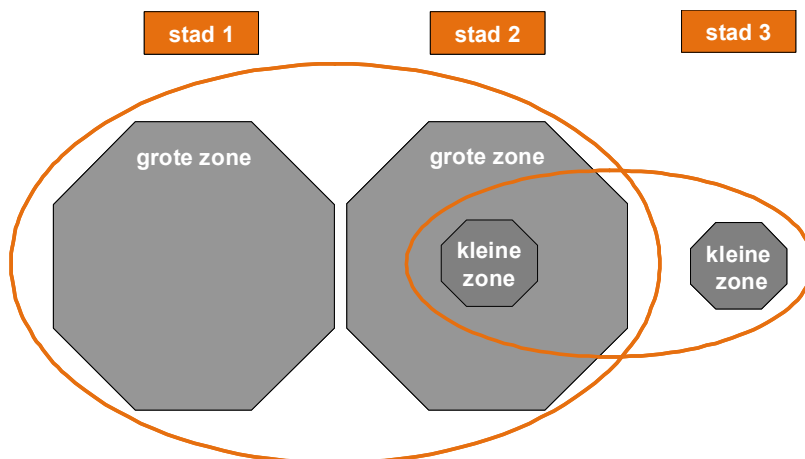 stad 1
stad 2
stad 3
grote zone
grote zone
kleine
zone
kleine
zone